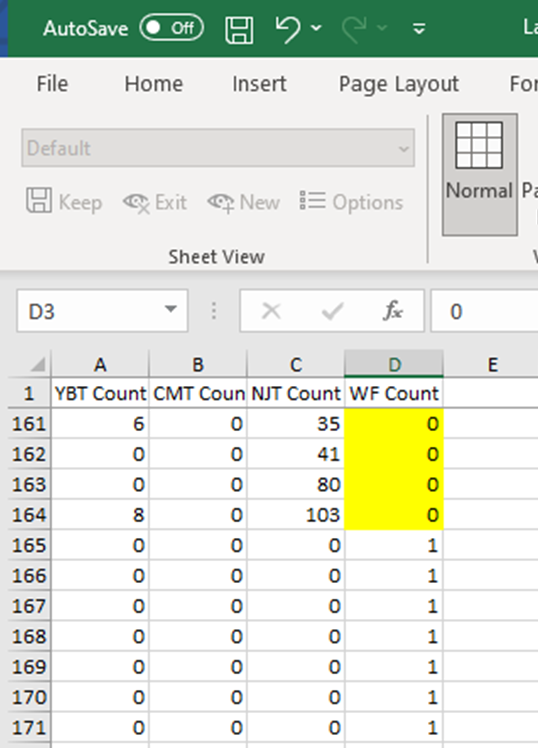 AutoSave Off La
File Home Insert Page Layout For
Default
Keep Exit New Options
Normal Pa
Sheet View
D3 fx 0
A B C D E
1 YBT Count CMT Coun NJT Count WF Count
161 6 0 35 0
162 0 0 41 0
163 0 0 80 0
164 8 0 103 0
165 0 0 0 1
166 0 0 0 1
167 0 0 0 1
168 0 0 0 1
169 0 0 0 1
170 0 0 0 1
171 0 0 0 1